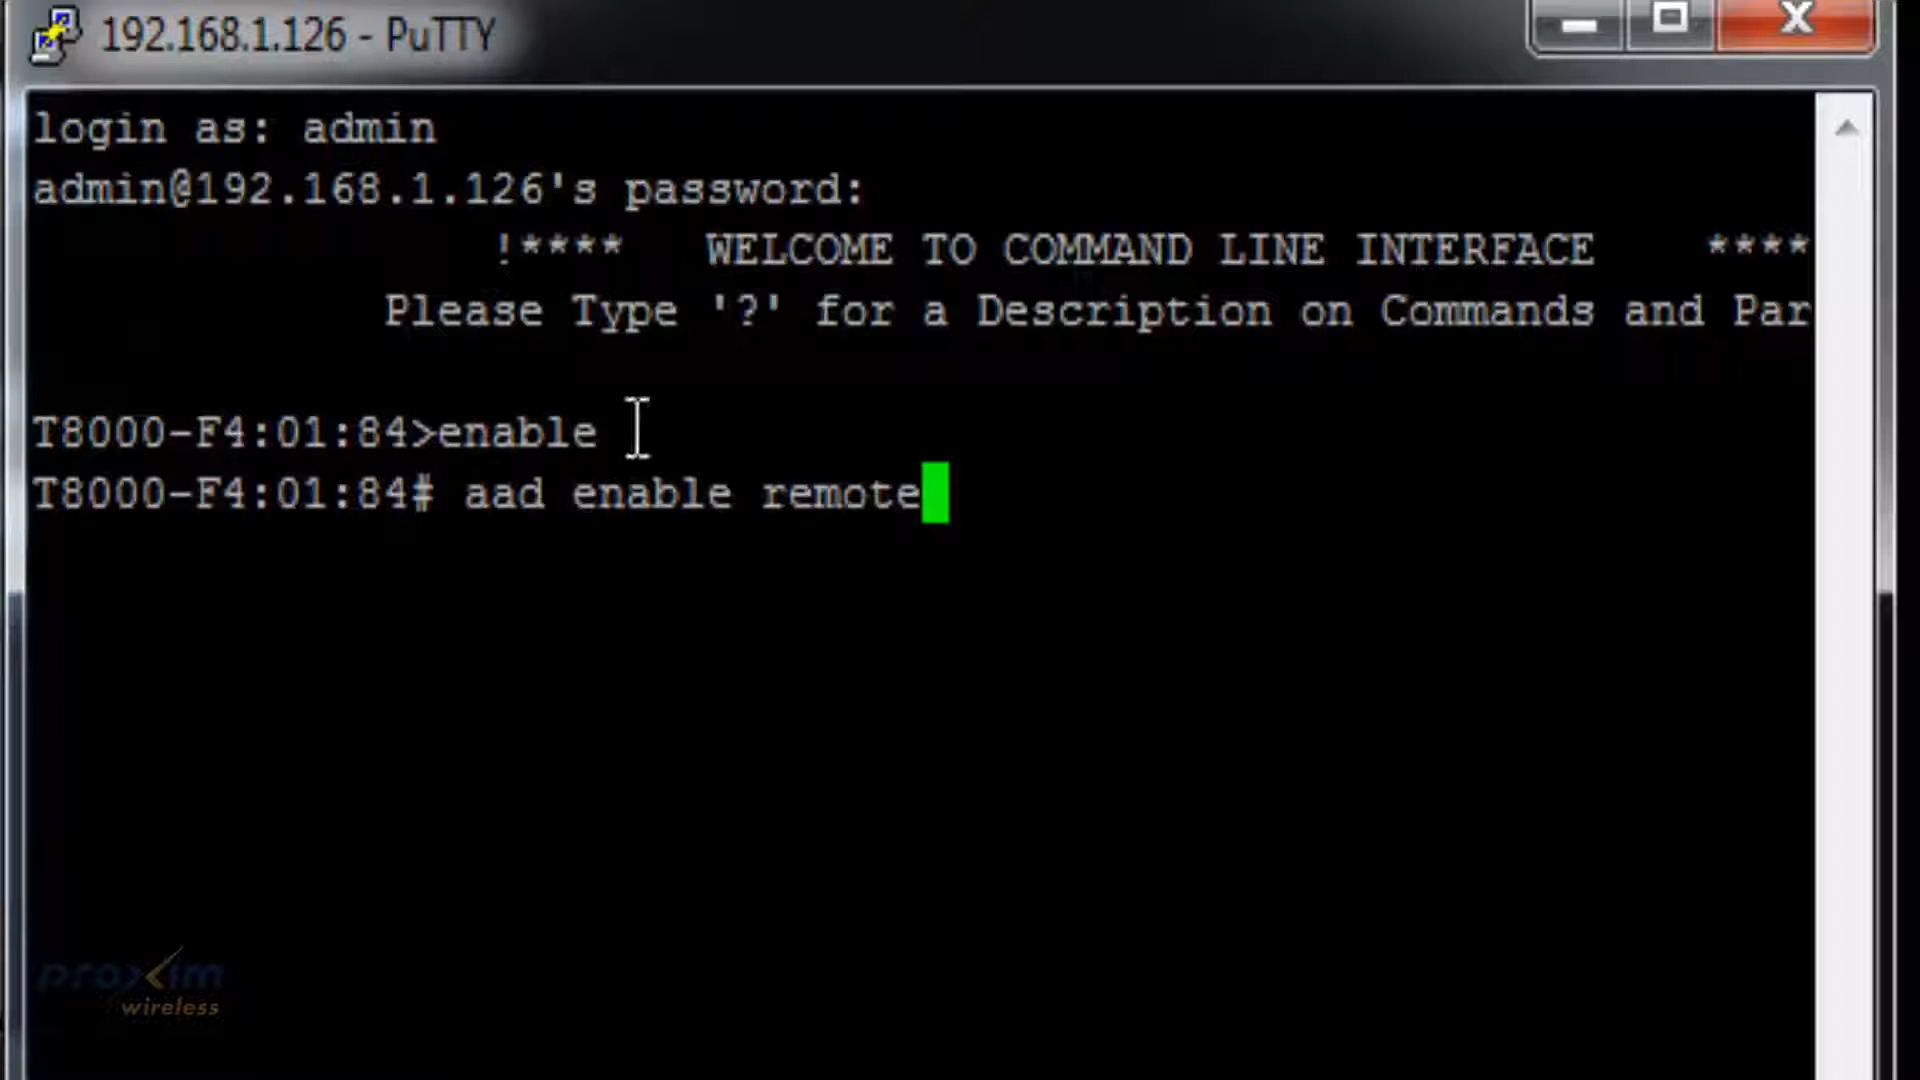 192.168.1.126 - PuTTY
login as: admin
admin@192.168.1.126's password:
!**** WELCOME TO COMMAND LINE INTERFACE ****
Please Type '?' for a Description on Commands and Par
T8000-F4:01:84>enable
T8000-F4:01:84# aad enable remote
proxim
wireless